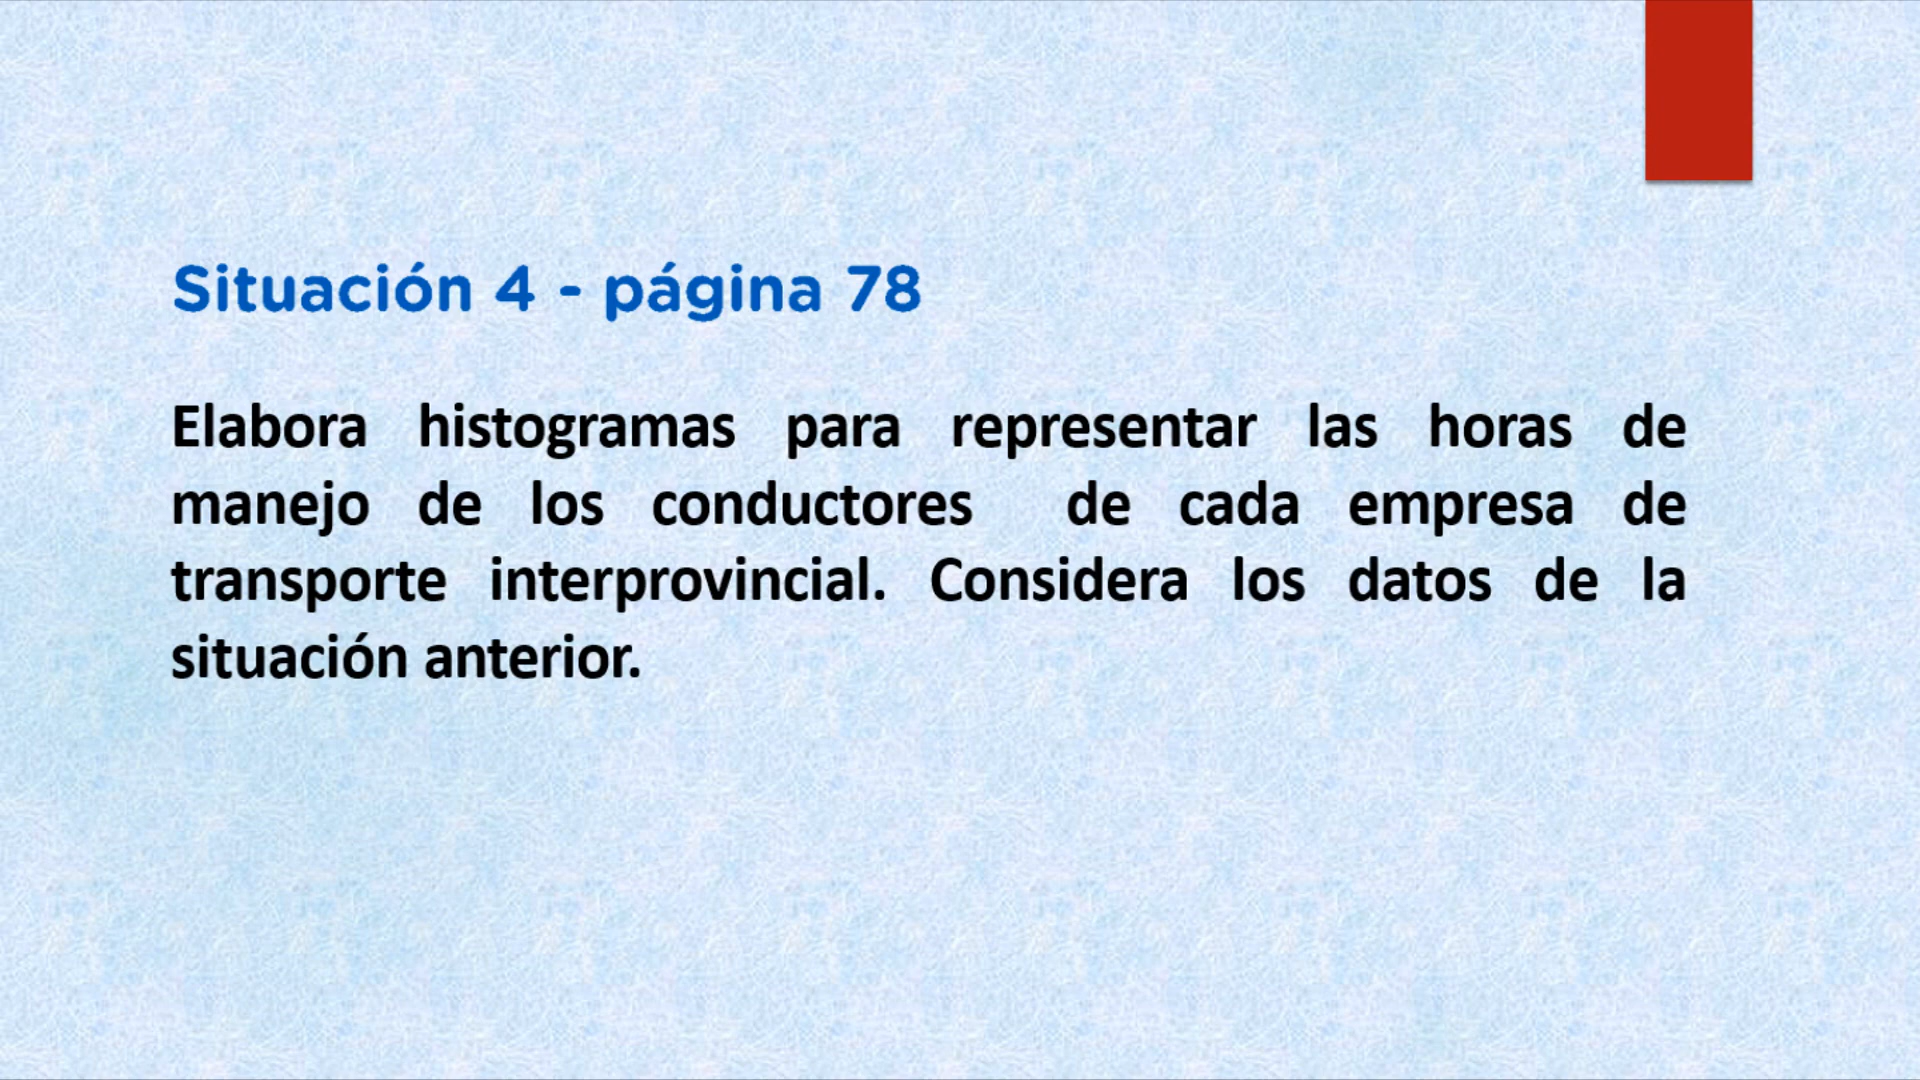 Situación 4 - página 78
Elabora histogramas para representar las horas de
manejo de los conductores de cada empresa de
transporte interprovincial. Considera los datos de la
situación anterior.